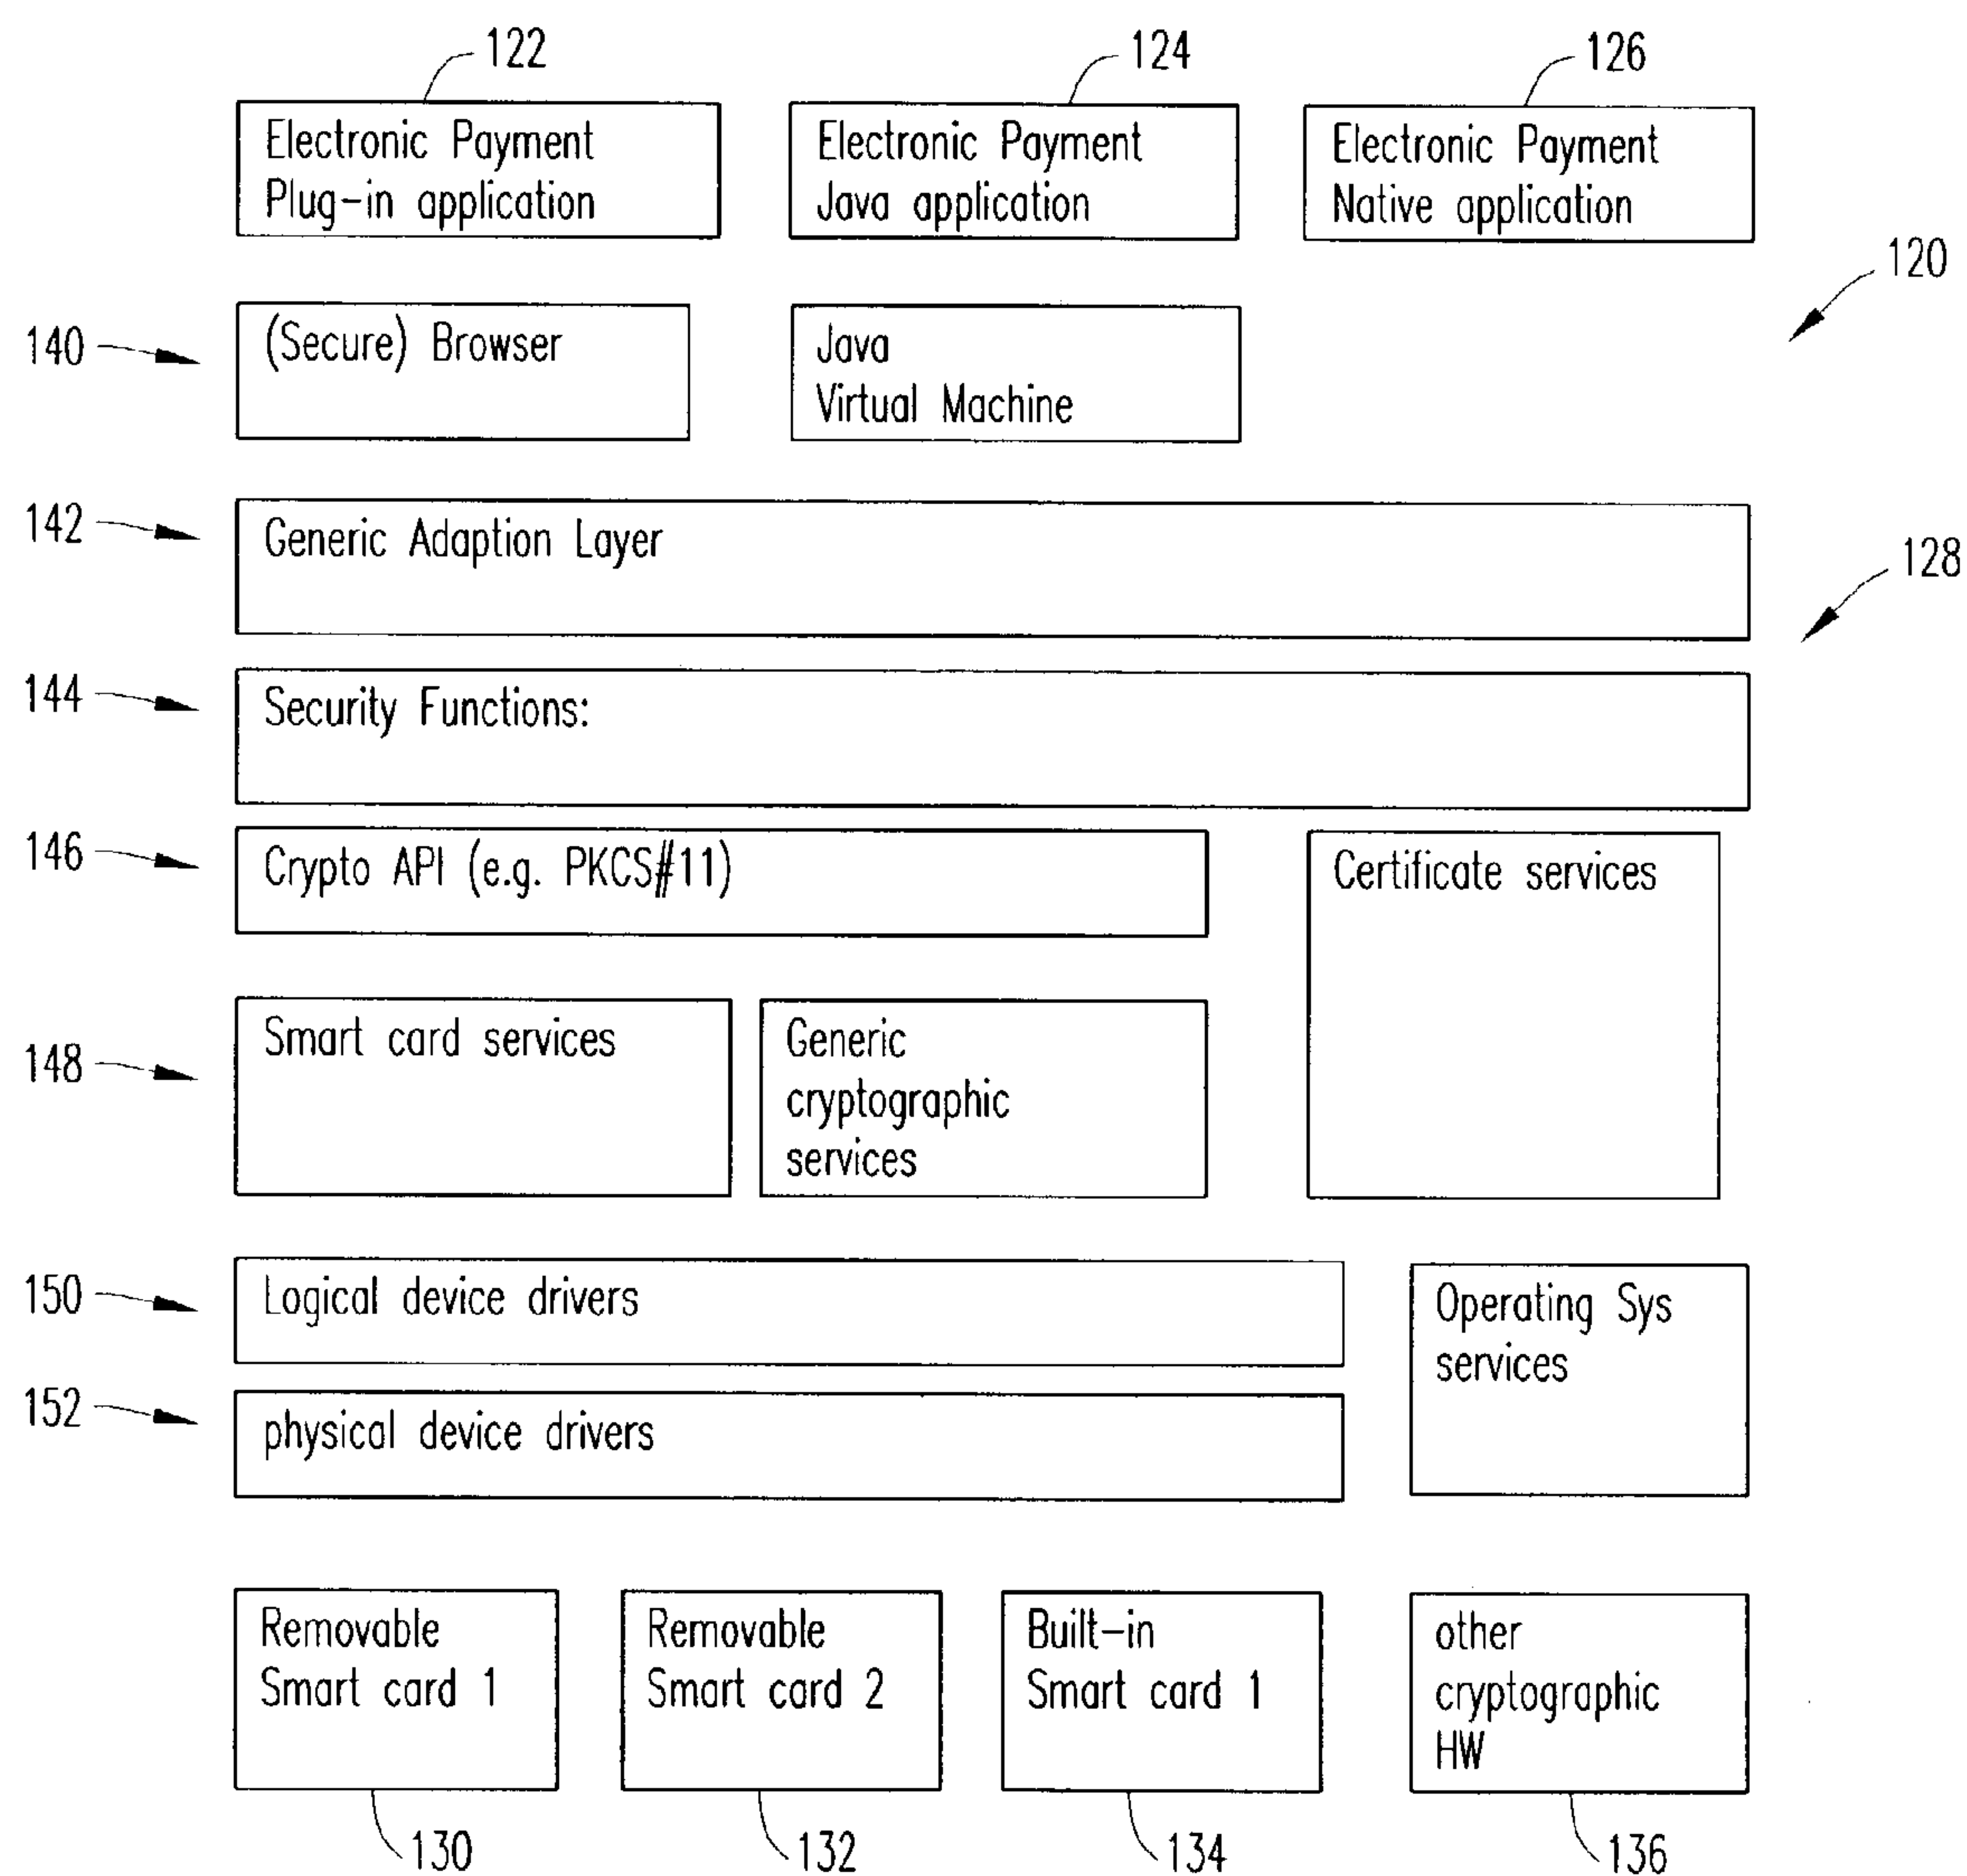 122
124
126
Electronic Payment
Plug-in application
Electronic Payment
Java application
Electronic Payment
Native application
120
140
(Secure) Browser
Java
Virtual Machine
142
Generic Adaption Layer
128
144
Security Functions:
146
Crypto API (e.g. PKCS#11)
Certificate services
148
Smart card services
Generic
cryptographic
services
150
Logical device drivers
Operating Sys
services
152
physical device drivers
Removable
Smart card 1
Removable
Smart card 2
Built-in
Smart card 1
other
cryptographic
HW
130
132
134
136